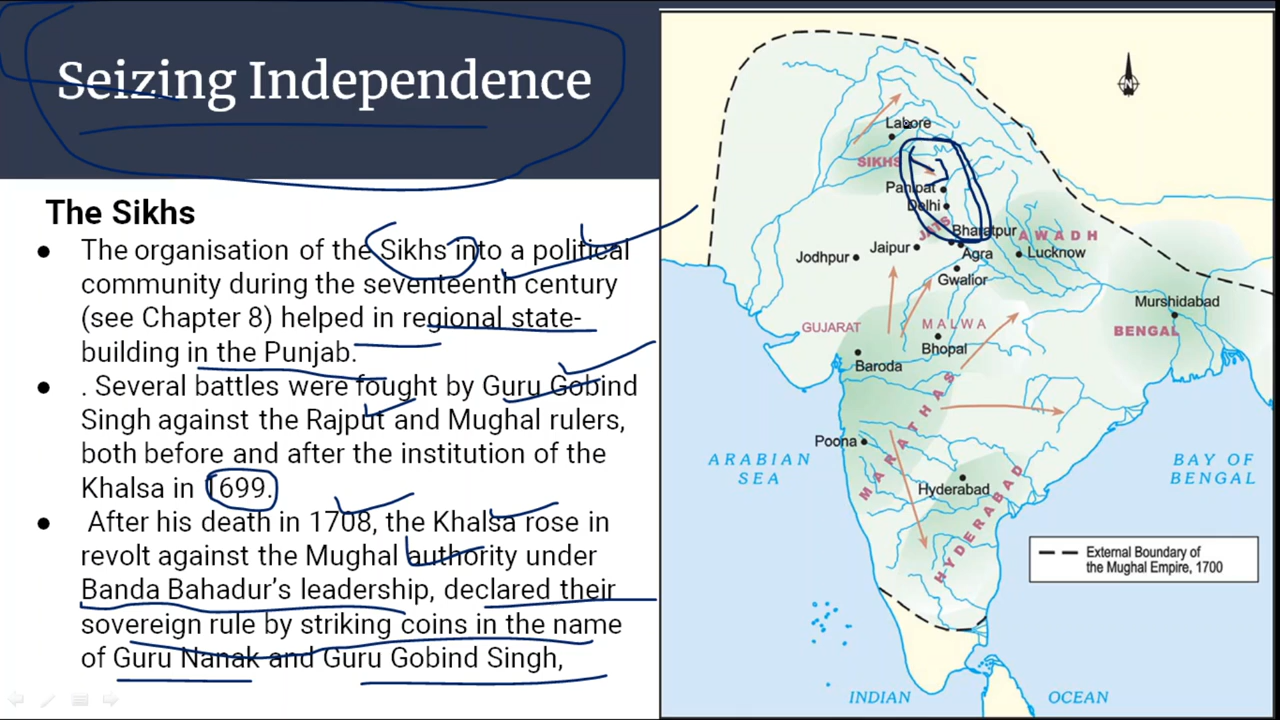 Seizing Independence
The Sikhs
● The organisation of the Sikhs into a political
community during the seventeenth century
(see Chapter 8) helped in regional state-
building in the Punjab.
● . Several battles were fought by Guru Gobind
Singh against the Rajput and Mughal rulers,
both before and after the institution of the
Khalsa in 1699.
● After his death in 1708, the Khalsa rose in
revolt against the Mughal authority under
Banda Bahadur’s leadership, declared their
sovereign rule by striking coins in the name
of Guru Nanak and Guru Gobind Singh,
N
Lahore
SIKHS
Panipat
Delhi
JATS
Bharatpur
AWADH
Jaipur
Agra
Lucknow
Jodhpur
Gwalior
Murshidabad
GUJARAT
MALWA
BENGAL
Bhopal
Baroda
MARATHAS
Poona
ARABIAN
SEA
BAY OF
BENGAL
Hyderabad
HYDERABAD
External Boundary of
the Mughal Empire, 1700
INDIAN OCEAN